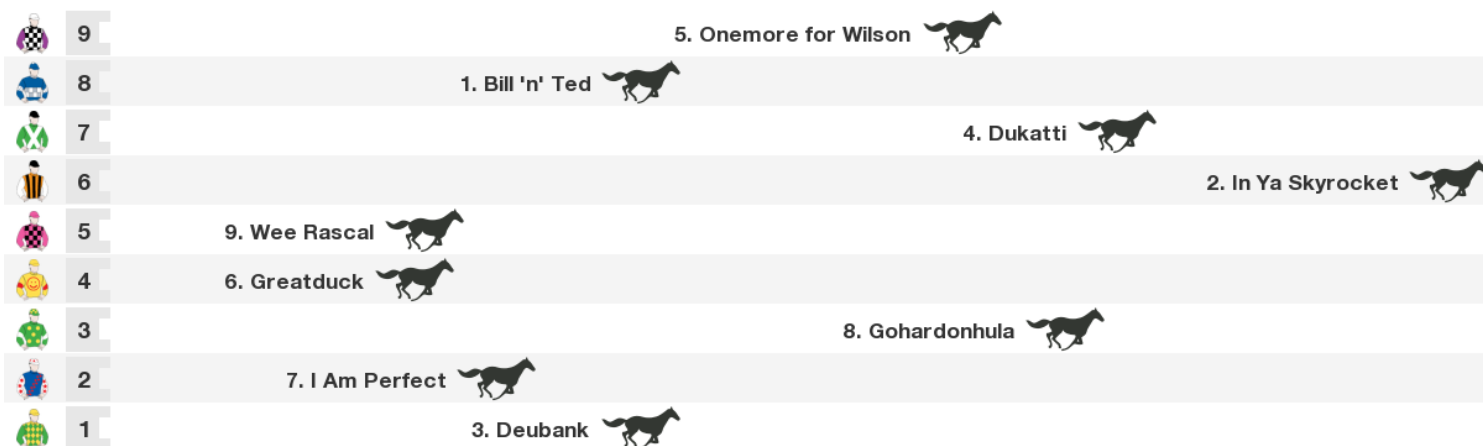 9 5. Onemore for Wilson
8 1. Bill 'n' Ted
7 4. Dukatti
6 2. In Ya Skyrocket
5 9. Wee Rascal
4 6. Greatduck
3 8. Gohardonhula
2 7. I Am Perfect
1 3. Deubank